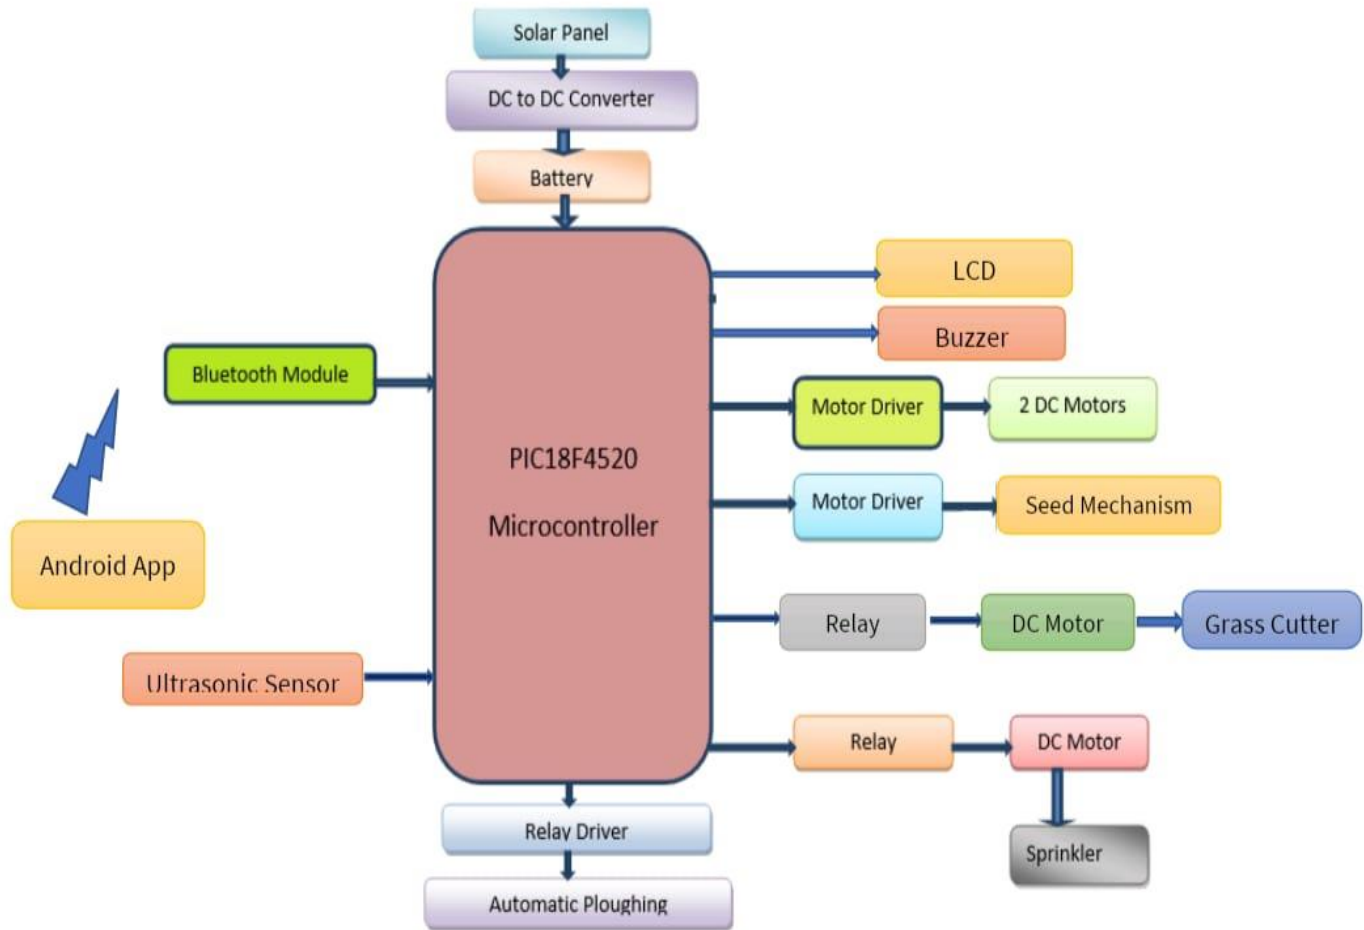 Solar Panel
DC to DC Converter
Battery
LCD
Buzzer
Bluetooth Module
Motor Driver
2 DC Motors
PIC18F4520
Microcontroller
Motor Driver
Seed Mechanism
Android App
Relay
DC Motor
Grass Cutter
Ultrasonic Sensor
Relay
DC Motor
Relay Driver
Sprinkler
Automatic Ploughing